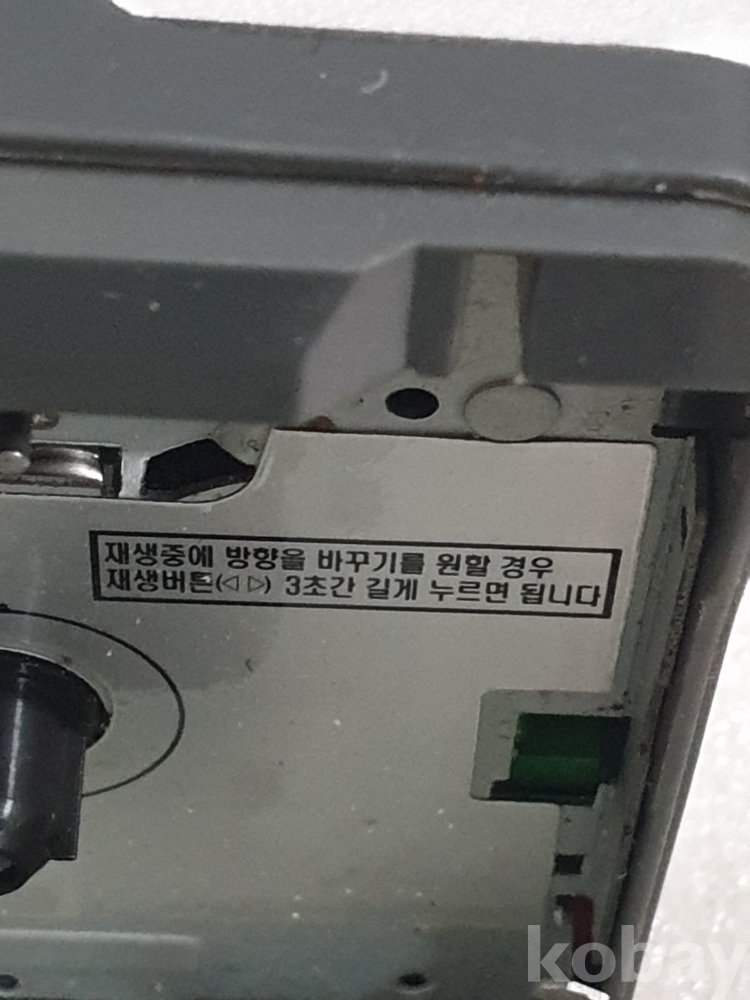 재생중에 방향을 바꾸기를 원할 경우
재생버튼(◁ ▷) 3초간 길게 누르면 됩니다
kobay